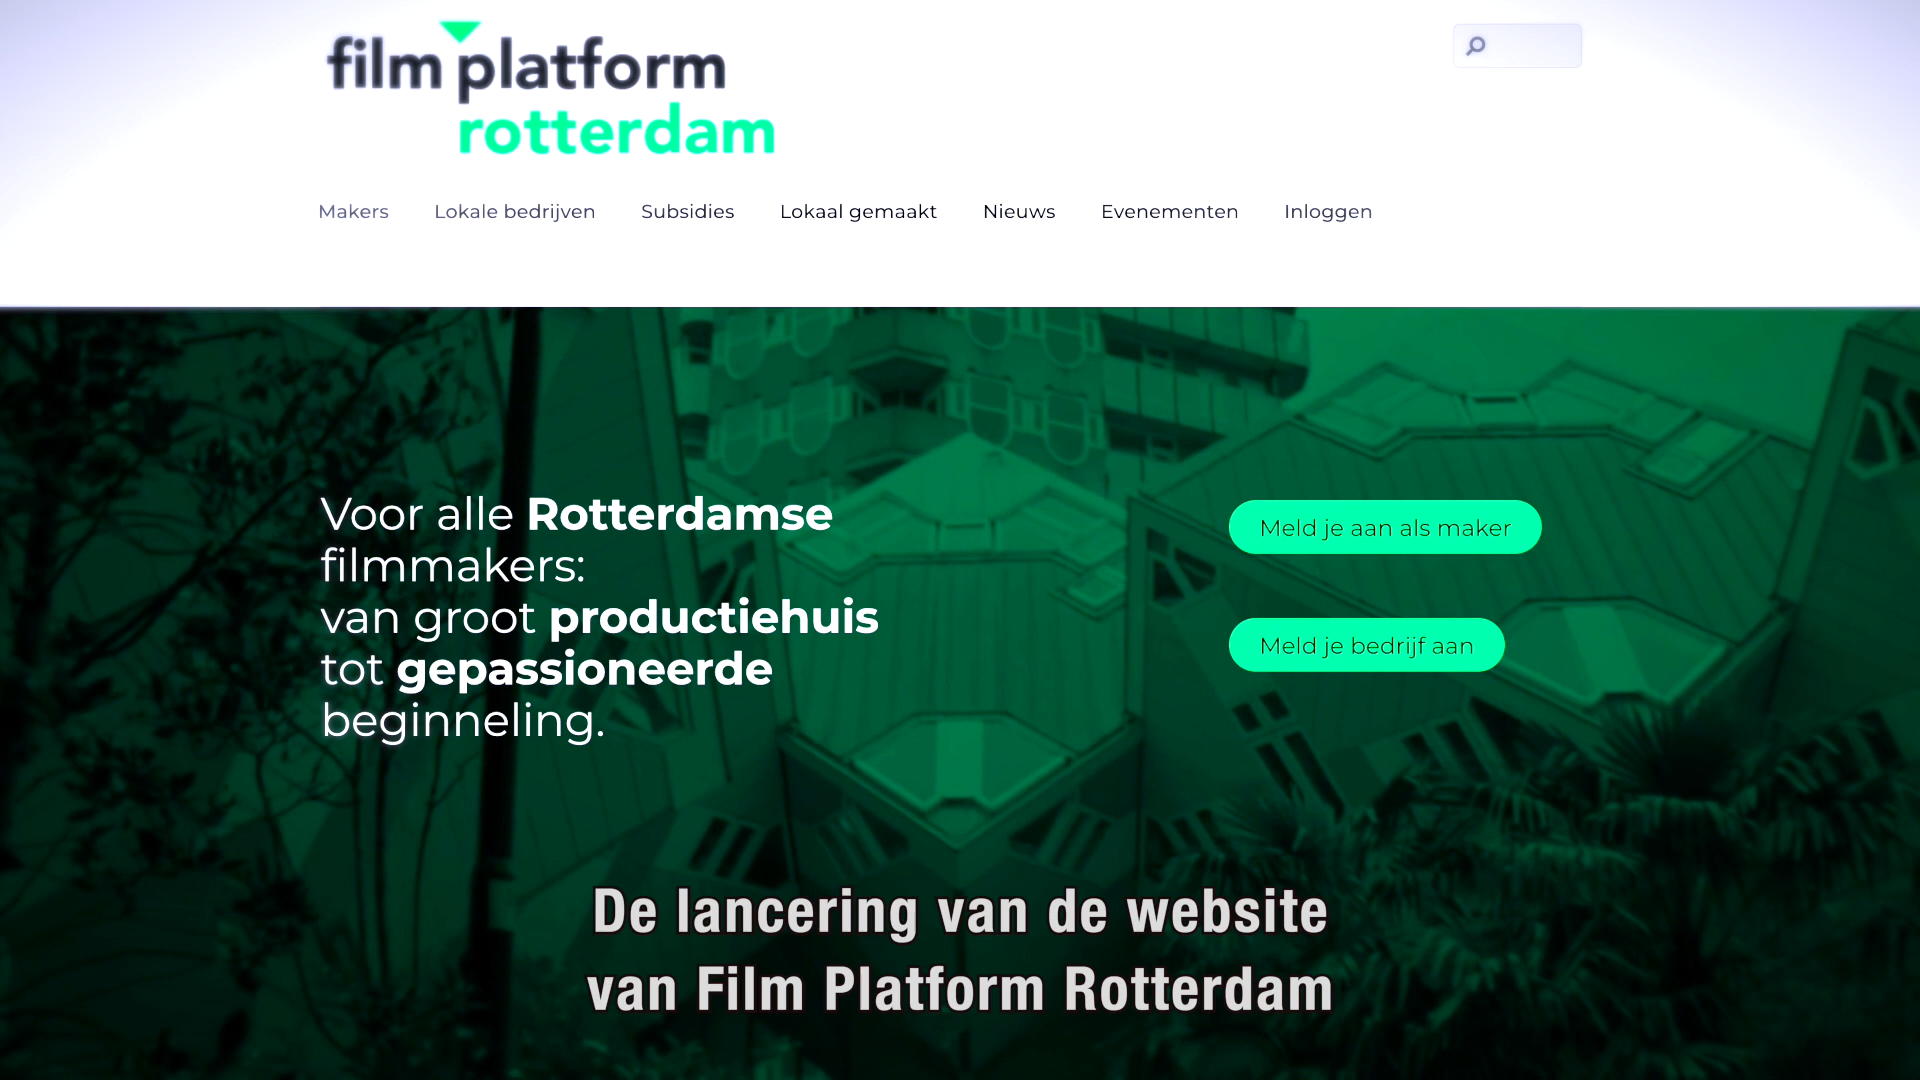 film platform
rotterdam
Makers Lokale bedrijven Subsidies Lokaal gemaakt Nieuws Evenementen Inloggen
Voor alle Rotterdamse
filmmakers:
van groot productiehuis
tot gepassioneerde
beginneling.
Meld je aan als maker
Meld je bedrijf aan
De lancering van de website
van Film Platform Rotterdam